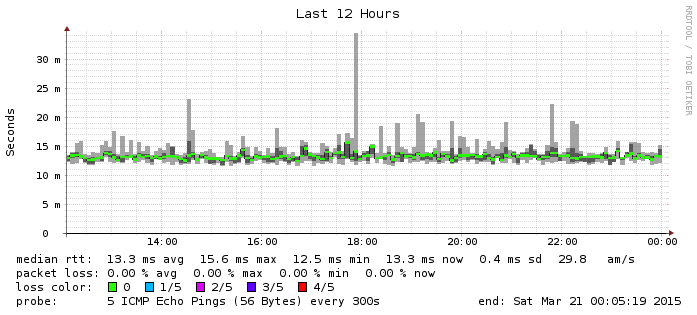 Last 12 Hours
RRDTOOL / TOBI OETIKER
Seconds
30 m
25 m
20 m
15 m
10 m
5 m
0
14:00 16:00 18:00 20:00 22:00 00:00
median rtt: 13.3 ms avg 15.6 ms max 12.5 ms min 13.3 ms now 0.4 ms sd 29.8 am/s
packet loss: 0.00 % avg 0.00 % max 0.00 % min 0.00 % now
loss color: 0 1/5 2/5 3/5 4/5
probe: 5 ICMP Echo Pings (56 Bytes) every 300s end: Sat Mar 21 00:05:19 2015